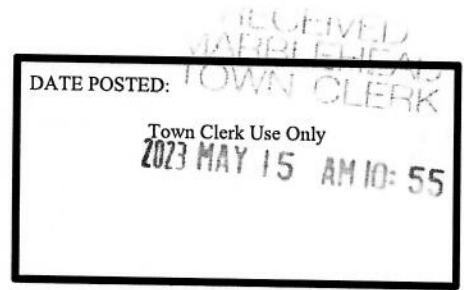 RECEIVED
MARBLEHEAD
TOWN CLERK
DATE POSTED:
Town Clerk Use Only
2023 MAY 15 AM 10: 55